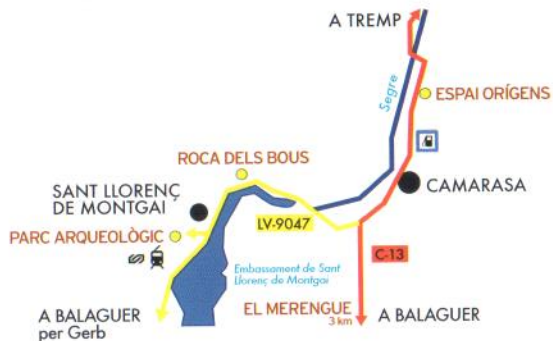 A TREMP
Segre
ESPAI ORÍGENS
ROCA DELS BOUS
SANT LLORENÇ
DE MONTGAI
CAMARASA
LV-9047
PARC ARQUEOLÒGIC
C-13
Embassament de Sant
Llorenç de Montgai
EL MERENGUE
3 km
A BALAGUER
A BALAGUER
per Gerb